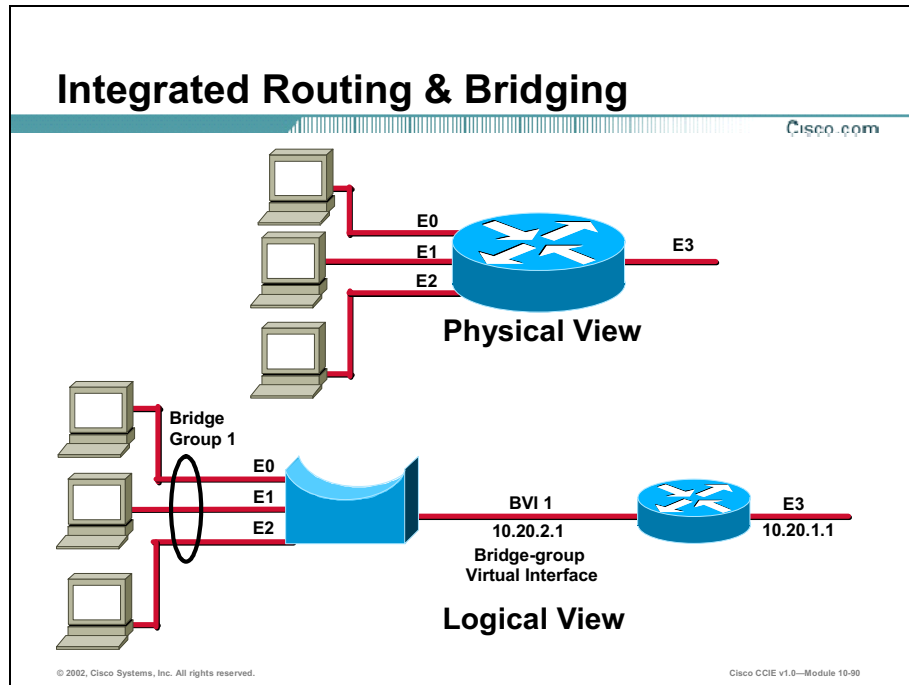 Integrated Routing & Bridging
Cisco.com
E0
E1
E2
E3
Physical View
Bridge
Group 1
E0
E1
E2
BVI 1
10.20.2.1
Bridge-group
Virtual Interface
E3
10.20.1.1
Logical View
© 2002, Cisco Systems, Inc. All rights reserved.
Cisco CCIE v1.0—Module 10-90